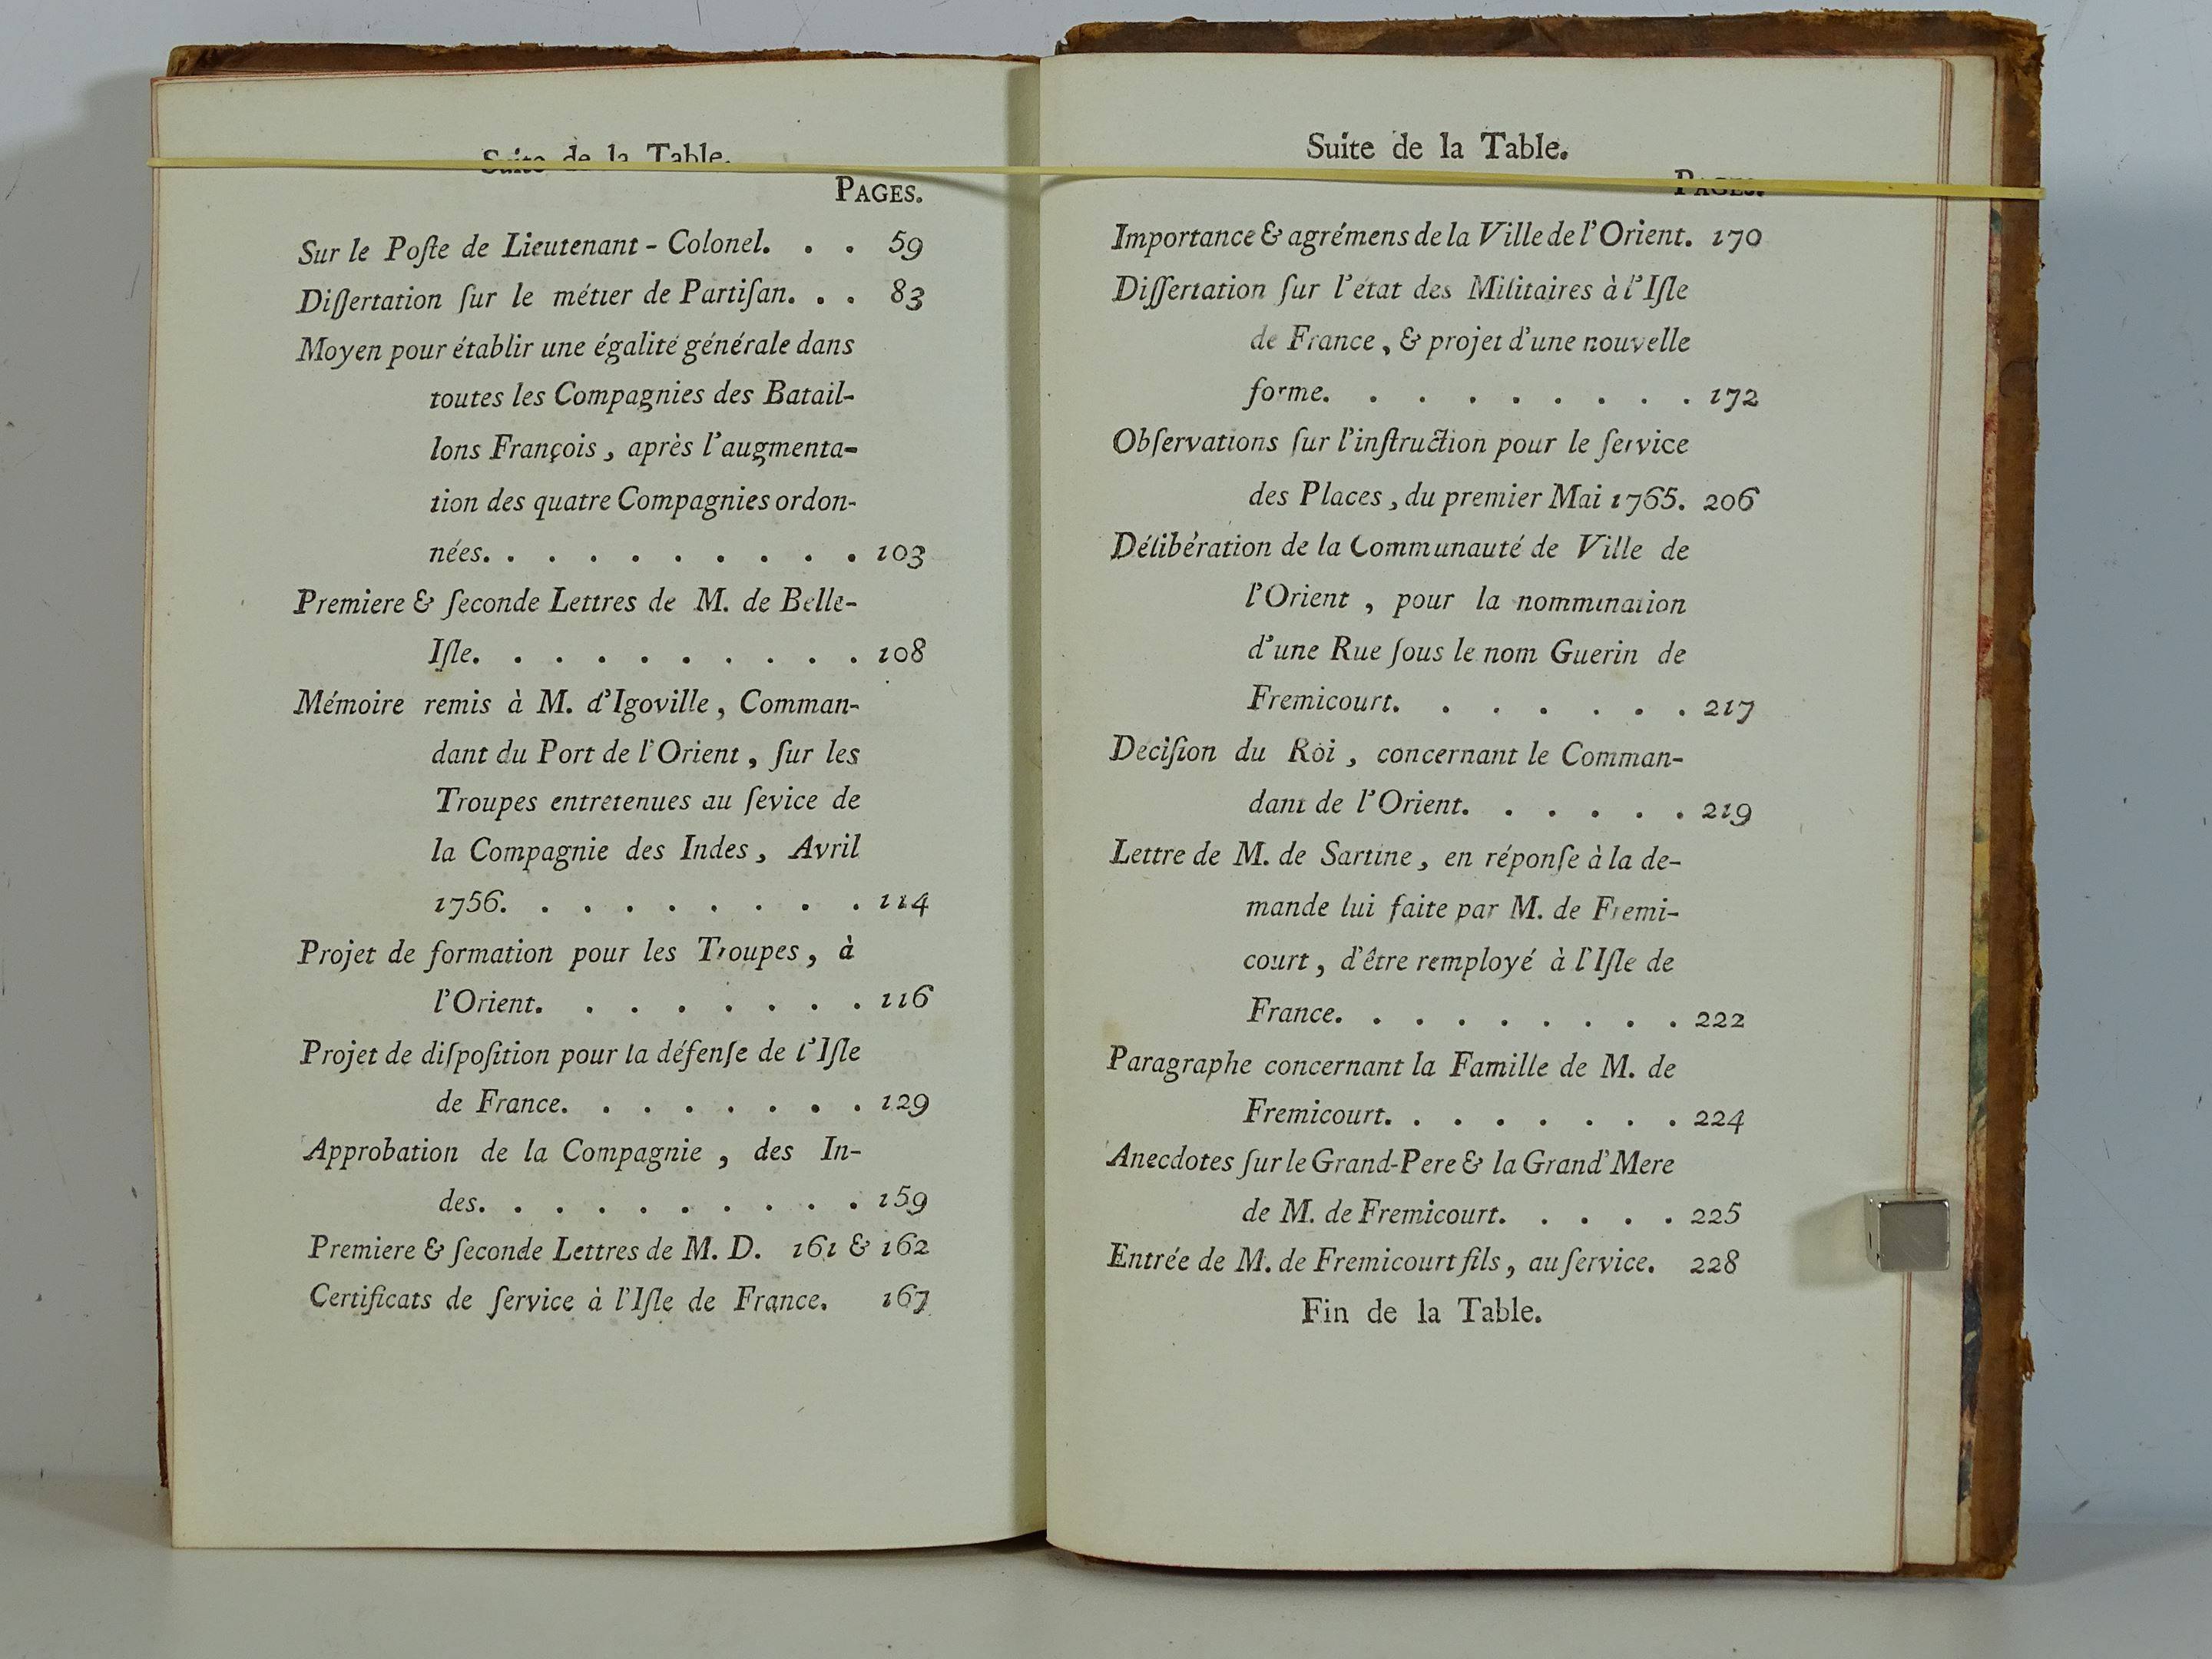 Suite de la Table.
PAGES.
Sur le Poſte de Lieutenant - Colonel. . . 59
Diſſertation ſur le métier de Partiſan. . . 83
Moyen pour établir une égalité générale dans
toutes les Compagnies des Batail-
lons François, après l'augmenta-
tion des quatre Compagnies ordon-
nées. . . . . . . . . . 103
Premiere & ſeconde Lettres de M. de Belle-
Iſle. . . . . . . . . . 108
Mémoire remis à M. d'Igoville, Comman-
dant du Port de l'Orient, ſur les
Troupes entretenues au ſevice de
la Compagnie des Indes, Avril
1756. . . . . . . . . 114
Projet de formation pour les Troupes, à
l'Orient. . . . . . . . 116
Projet de diſpoſition pour la défenſe de l'Iſle
de France. . . . . . . . 129
Approbation de la Compagnie, des In-
des. . . . . . . . . . 159
Premiere & ſeconde Lettres de M. D. 161 & 162
Certificats de ſervice à l'Iſle de France. 167
Suite de la Table.
PAGES.
Importance & agrémens de la Ville de l'Orient. 170
Diſſertation ſur l'état des Militaires à l'Iſle
de France, & projet d'une nouvelle
forme. . . . . . . . . 172
Obſervations ſur l'inſtruction pour le ſervice
des Places, du premier Mai 1765. 206
Délibération de la Communauté de Ville de
l'Orient, pour la nommination
d'une Rue ſous le nom Guerin de
Fremicourt. . . . . . . 217
Deciſion du Roi, concernant le Comman-
dant de l'Orient. . . . . . 219
Lettre de M. de Sartine, en réponſe à la de-
mande lui faite par M. de Fremi-
court, d'être remployé à l'Iſle de
France. . . . . . . . . 222
Paragraphe concernant la Famille de M. de
Fremicourt. . . . . . . . 224
Anecdotes ſur le Grand-Pere & la Grand'Mere
de M. de Fremicourt. . . . . 225
Entrée de M. de Fremicourt fils, au ſervice. 228
Fin de la Table.